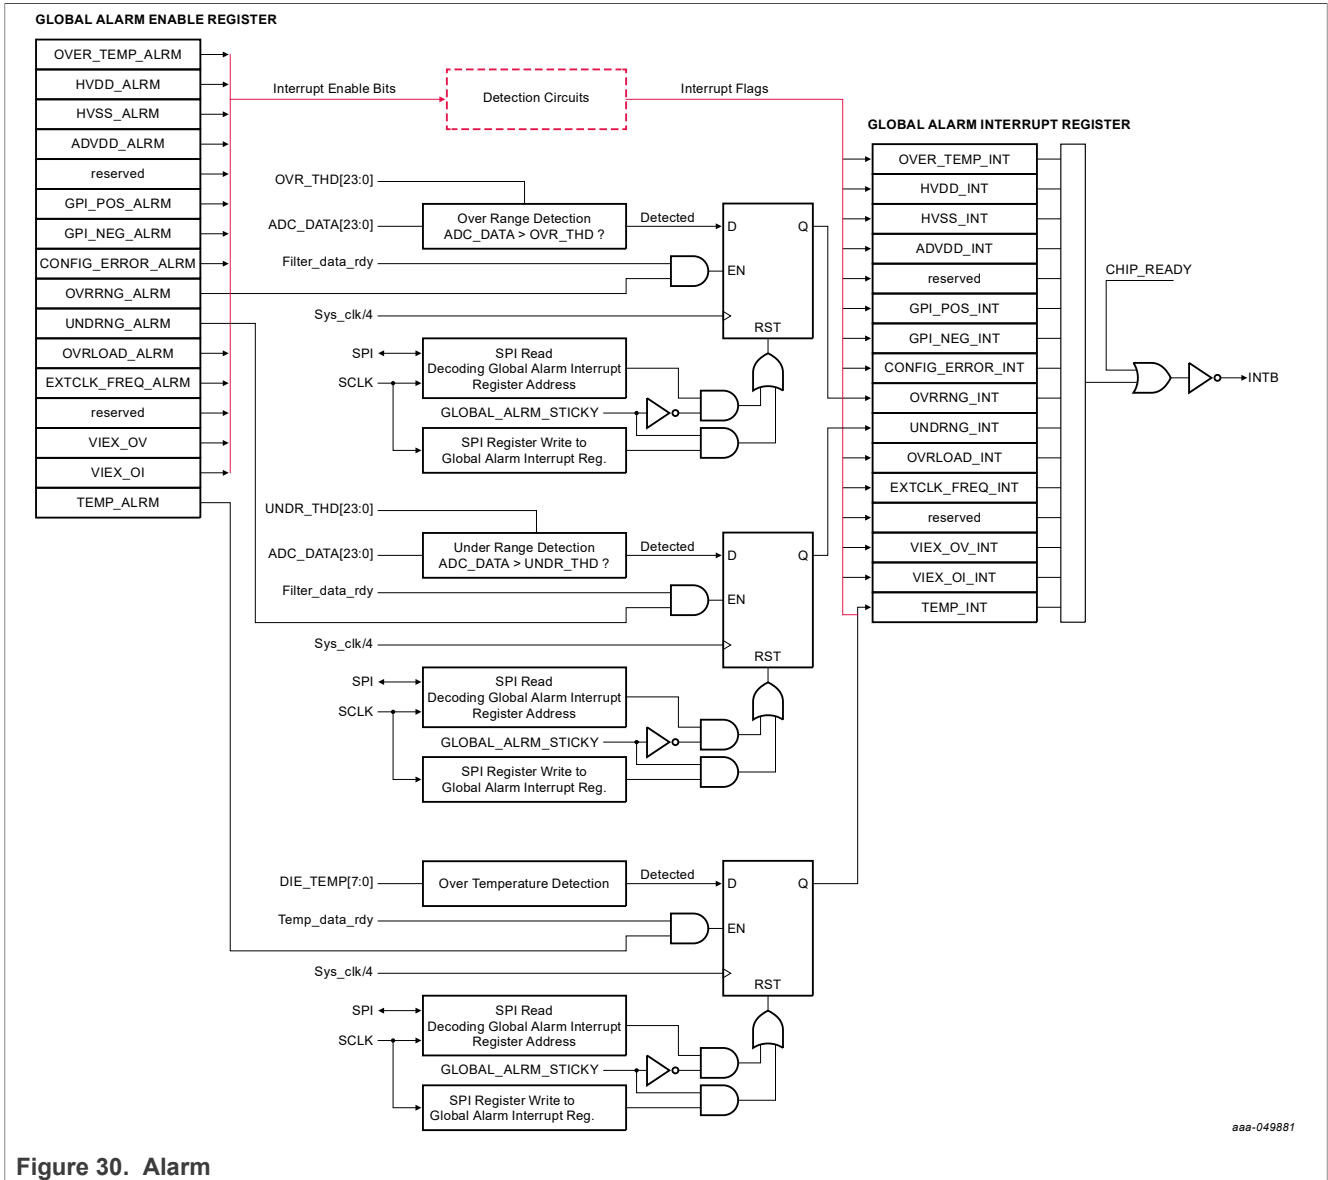 GLOBAL ALARM ENABLE REGISTER
OVER_TEMP_ALRM
HVDD_ALRM
HVSS_ALRM
ADVDD_ALRM
reserved
GPI_POS_ALRM
GPI_NEG_ALRM
CONFIG_ERROR_ALRM
OVRRNG_ALRM
UNDRNG_ALRM
OVRLOAD_ALRM
EXTCLK_FREQ_ALRM
reserved
VIEX_OV
VIEX_OI
TEMP_ALRM
Interrupt Enable Bits
Detection Circuits
Interrupt Flags
OVR_THD[23:0]
ADC_DATA[23:0]
Over Range Detection
ADC_DATA > OVR_THD ?
Detected
D
Q
Filter_data_rdy
EN
Sys_clk/4
RST
SPI
SCLK
SPI Read
Decoding Global Alarm Interrupt
Register Address
GLOBAL_ALRM_STICKY
SPI Register Write to
Global Alarm Interrupt Reg.
UNDR_THD[23:0]
ADC_DATA[23:0]
Under Range Detection
ADC_DATA > UNDR_THD ?
Detected
D
Q
Filter_data_rdy
EN
Sys_clk/4
RST
SPI
SCLK
SPI Read
Decoding Global Alarm Interrupt
Register Address
GLOBAL_ALRM_STICKY
SPI Register Write to
Global Alarm Interrupt Reg.
DIE_TEMP[7:0]
Over Temperature Detection
Detected
D
Q
Temp_data_rdy
EN
Sys_clk/4
RST
SPI
SCLK
SPI Read
Decoding Global Alarm Interrupt
Register Address
GLOBAL_ALRM_STICKY
SPI Register Write to
Global Alarm Interrupt Reg.
GLOBAL ALARM INTERRUPT REGISTER
OVER_TEMP_INT
HVDD_INT
HVSS_INT
ADVDD_INT
reserved
GPI_POS_INT
GPI_NEG_INT
CONFIG_ERROR_INT
OVRRNG_INT
UNDRNG_INT
OVRLOAD_INT
EXTCLK_FREQ_INT
reserved
VIEX_OV_INT
VIEX_OI_INT
TEMP_INT
CHIP_READY
INTB
aaa-049881
Figure 30. Alarm